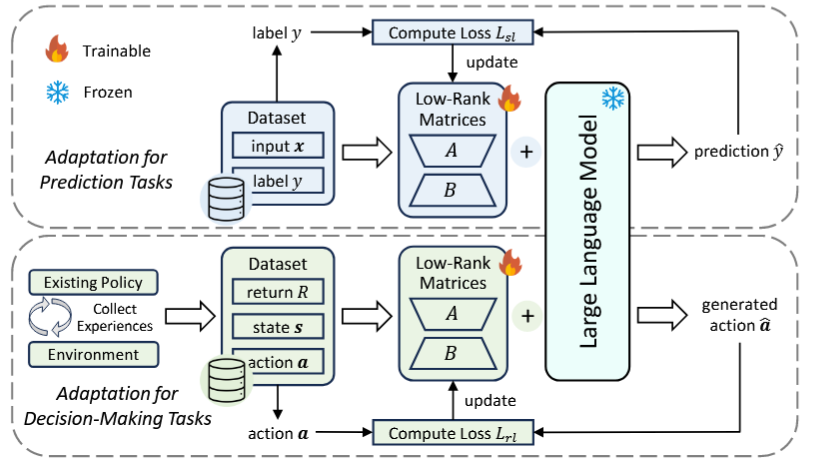 Trainable
Frozen
label y
Compute Loss L_sl
update
Dataset
input x
label y
Low-Rank
Matrices
A
B
+
Large Language Model
prediction ŷ
Adaptation for
Prediction Tasks
Existing Policy
Collect
Experiences
Environment
Dataset
return R
state s
action a
Low-Rank
Matrices
A
B
+
generated
action â
Adaptation for
Decision-Making Tasks
update
action a
Compute Loss L_rl